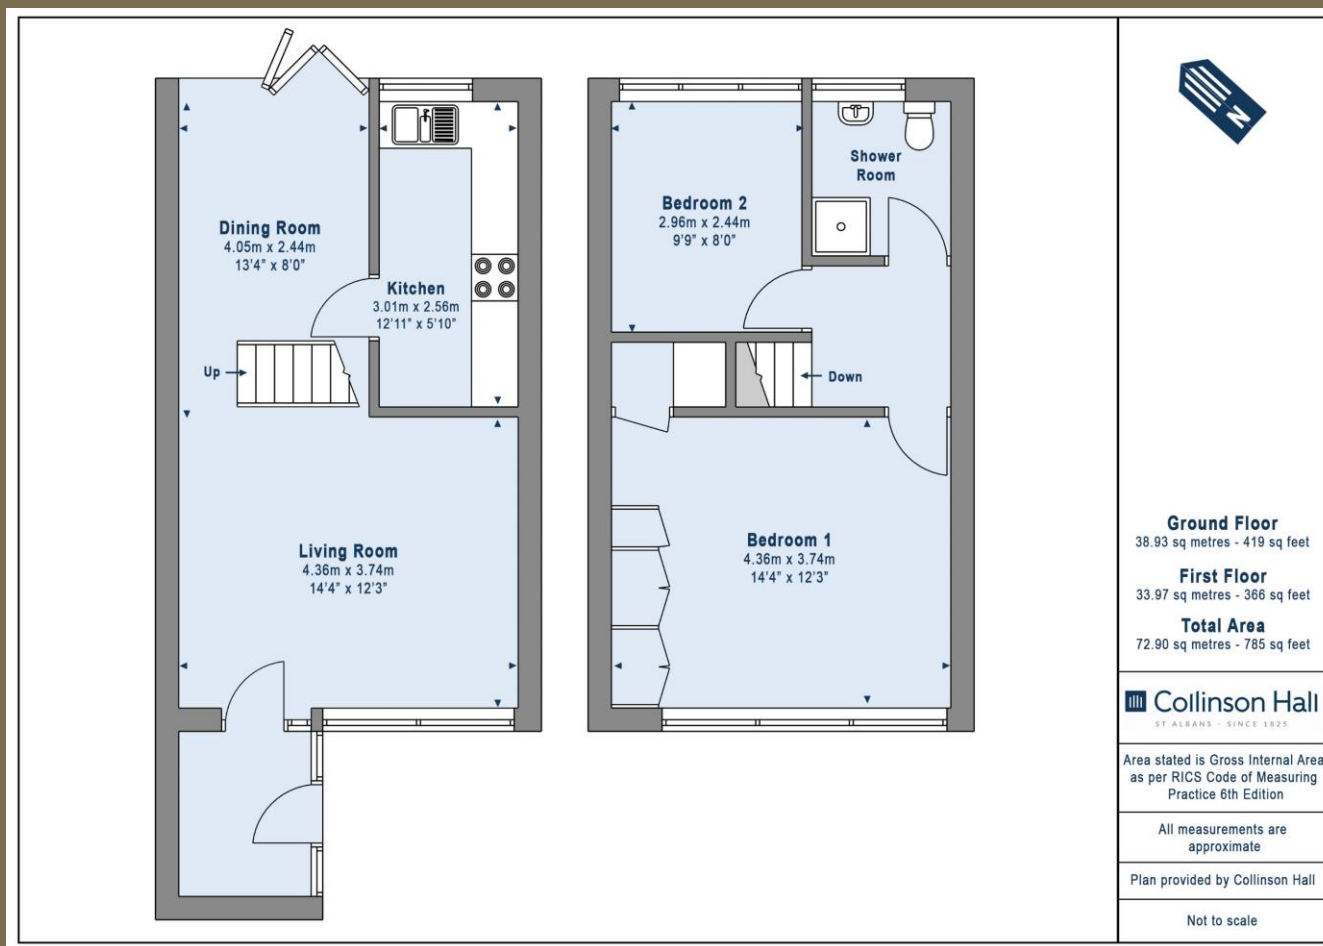 Dining Room
4.05m x 2.44m
13'4" x 8'0"
Kitchen
3.01m x 2.56m
12'11" x 5'10"
Up
Living Room
4.36m x 3.74m
14'4" x 12'3"
Bedroom 2
2.96m x 2.44m
9'9" x 8'0"
Shower
Room
Down
Bedroom 1
4.36m x 3.74m
14'4" x 12'3"
N
Ground Floor
38.93 sq metres - 419 sq feet
First Floor
33.97 sq metres - 366 sq feet
Total Area
72.90 sq metres - 785 sq feet
Collinson Hall
ST ALBANS - SINCE 1825
Area stated is Gross Internal Area
as per RICS Code of Measuring
Practice 6th Edition
All measurements are
approximate
Plan provided by Collinson Hall
Not to scale